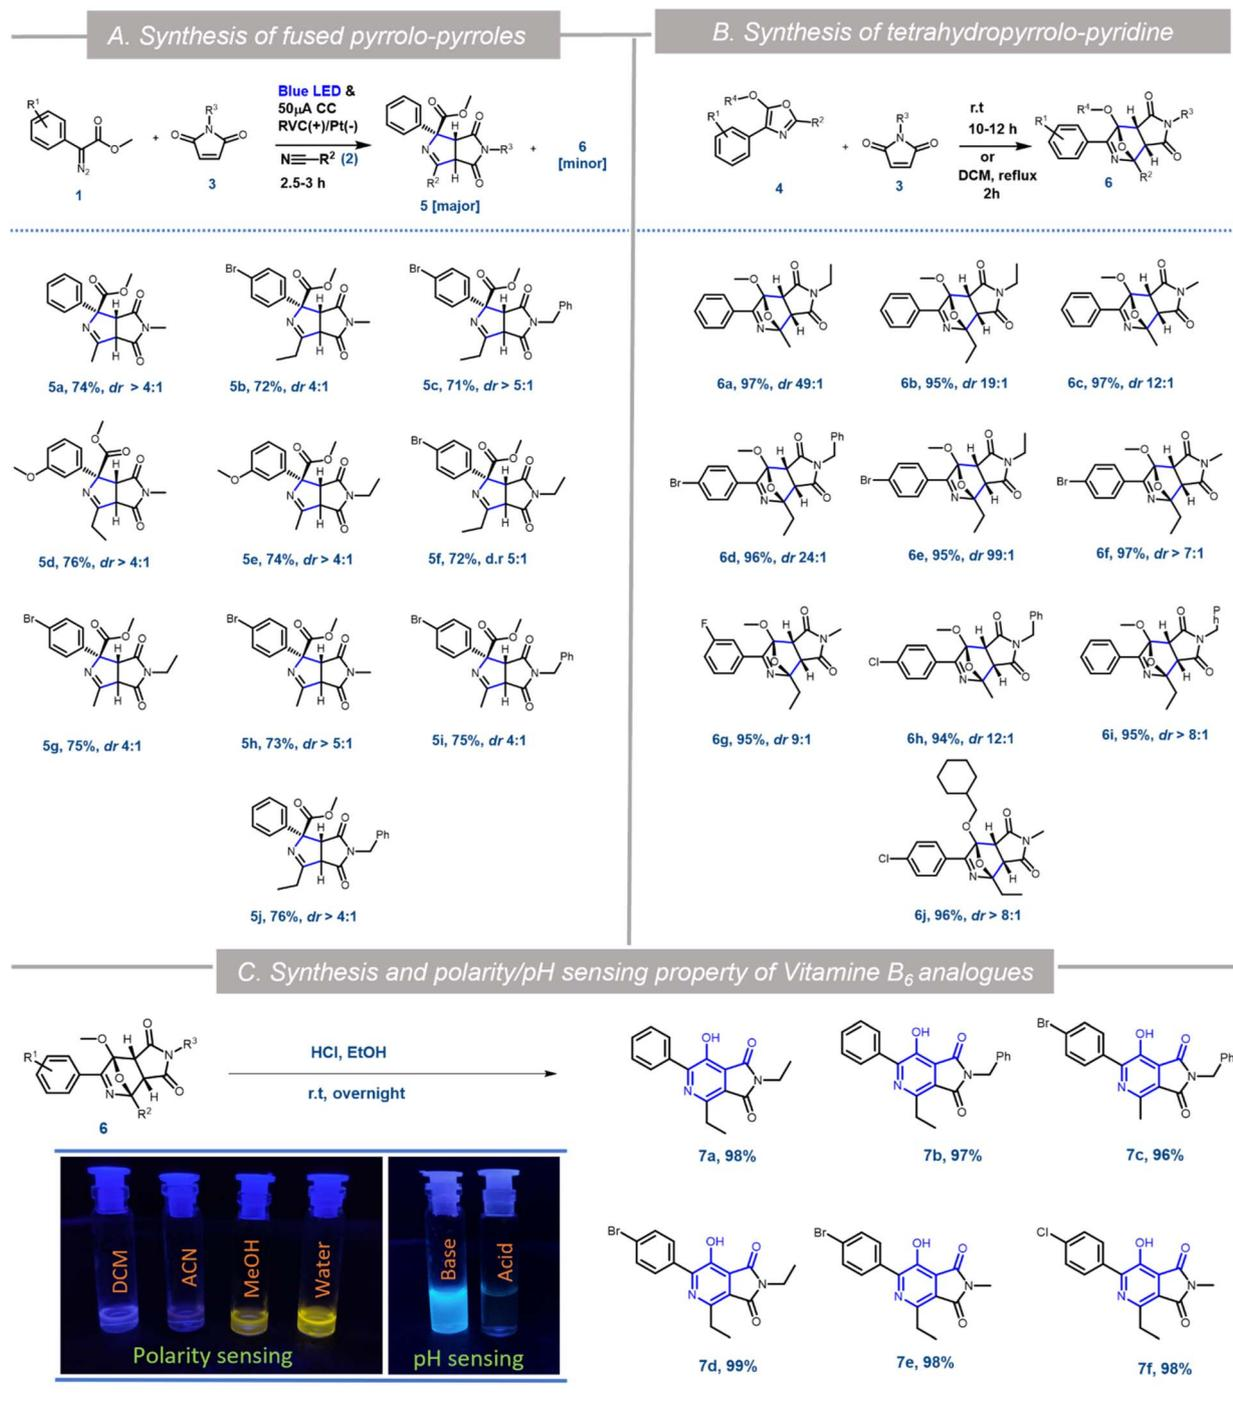 A. Synthesis of fused pyrrolo-pyrroles
B. Synthesis of tetrahydropyrrolo-pyridine
R¹
O
OMe
N₂
1
+
R³
N
O
O
3
Blue LED &
50µA CC
RVC(+)/Pt(-)
N≡–R² (2)
2.5-3 h
5 [major]
+
6
[minor]
R⁴
O
R¹
O
N
R²
4
+
R³
N
O
O
3
r.t
10-12 h
or
DCM, reflux
2h
R⁴
O
H
O
N
R³
R¹
O
N
H
O
R²
6
5a, 74%, dr > 4:1
5b, 72%, dr 4:1
5c, 71%, dr > 5:1
6a, 97%, dr 49:1
6b, 95%, dr 19:1
6c, 97%, dr 12:1
5d, 76%, dr > 4:1
5e, 74%, dr > 4:1
5f, 72%, d.r 5:1
6d, 96%, dr 24:1
6e, 95%, dr 99:1
6f, 97%, dr > 7:1
5g, 75%, dr 4:1
5h, 73%, dr > 5:1
5i, 75%, dr 4:1
6g, 95%, dr 9:1
6h, 94%, dr 12:1
6i, 95%, dr > 8:1
5j, 76%, dr > 4:1
6j, 96%, dr > 8:1
C. Synthesis and polarity/pH sensing property of Vitamine B₆ analogues
6
HCl, EtOH
r.t, overnight
7a, 98%
7b, 97%
7c, 96%
DCM
ACN
MeOH
Water
Polarity sensing
Base
Acid
pH sensing
7d, 99%
7e, 98%
7f, 98%